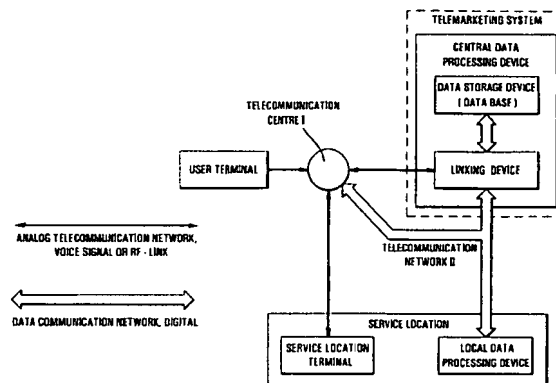 TELEMARKETING SYSTEM
CENTRAL DATA
PROCESSING DEVICE
DATA STORAGE DEVICE
(DATA BASE)
TELECOMMUNICATION
CENTRE I
USER TERMINAL
LINKING DEVICE
ANALOG TELECOMMUNICATION NETWORK,
VOICE SIGNAL OR RF-LINK
TELECOMMUNICATION
NETWORK II
DATA COMMUNICATION NETWORK, DIGITAL
SERVICE LOCATION
SERVICE LOCATION
TERMINAL
LOCAL DATA
PROCESSING DEVICE